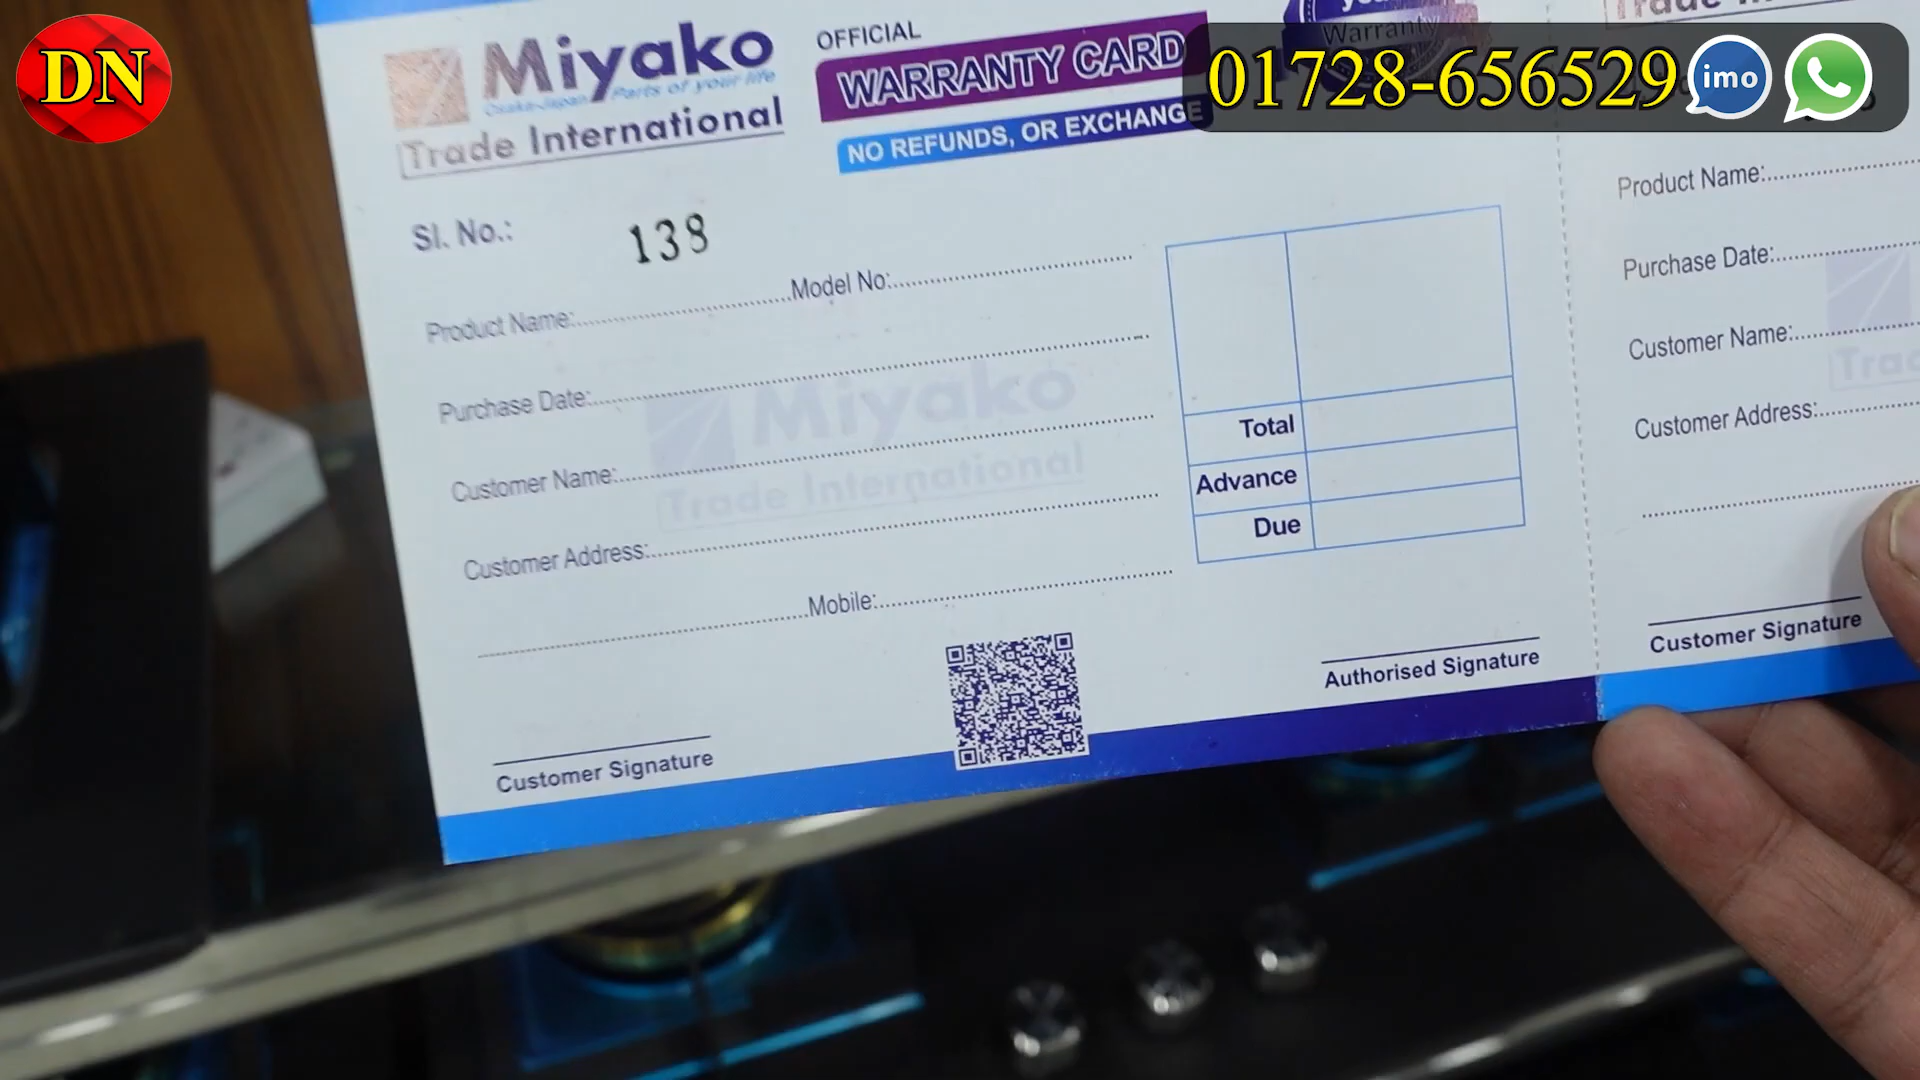 DN
Miyako
Osaka-Japan Parts of your life
Trade International
OFFICIAL
WARRANTY CARD
NO REFUNDS, OR EXCHANGE
Warranty
01728-656529
imo
Sl. No.: 138
Product Name: Model No:
Purchase Date:
Customer Name:
Customer Address:
Mobile:
Miyako
Trade International
Total
Advance
Due
Customer Signature
Authorised Signature
Product Name:
Purchase Date:
Customer Name:
Customer Address:
Customer Signature